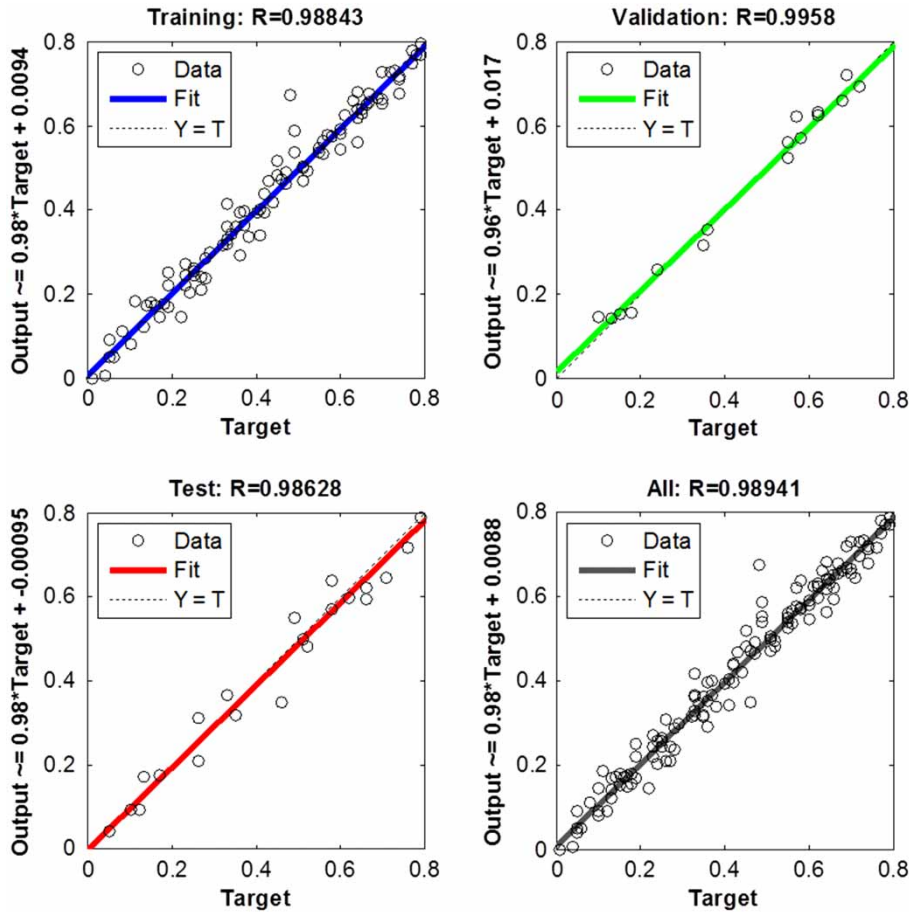 Training: R=0.98843
Output ~= 0.98*Target + 0.0094
0.8
0.6
0.4
0.2
0
Data
Fit
Y = T
0 0.2 0.4 0.6 0.8
Target
Validation: R=0.9958
Output ~= 0.96*Target + 0.017
0.8
0.6
0.4
0.2
0
Data
Fit
Y = T
0 0.2 0.4 0.6 0.8
Target
Test: R=0.98628
Output ~= 0.98*Target + -0.00095
0.8
0.6
0.4
0.2
0
Data
Fit
Y = T
0 0.2 0.4 0.6 0.8
Target
All: R=0.98941
Output ~= 0.98*Target + 0.0088
0.8
0.6
0.4
0.2
0
Data
Fit
Y = T
0 0.2 0.4 0.6 0.8
Target